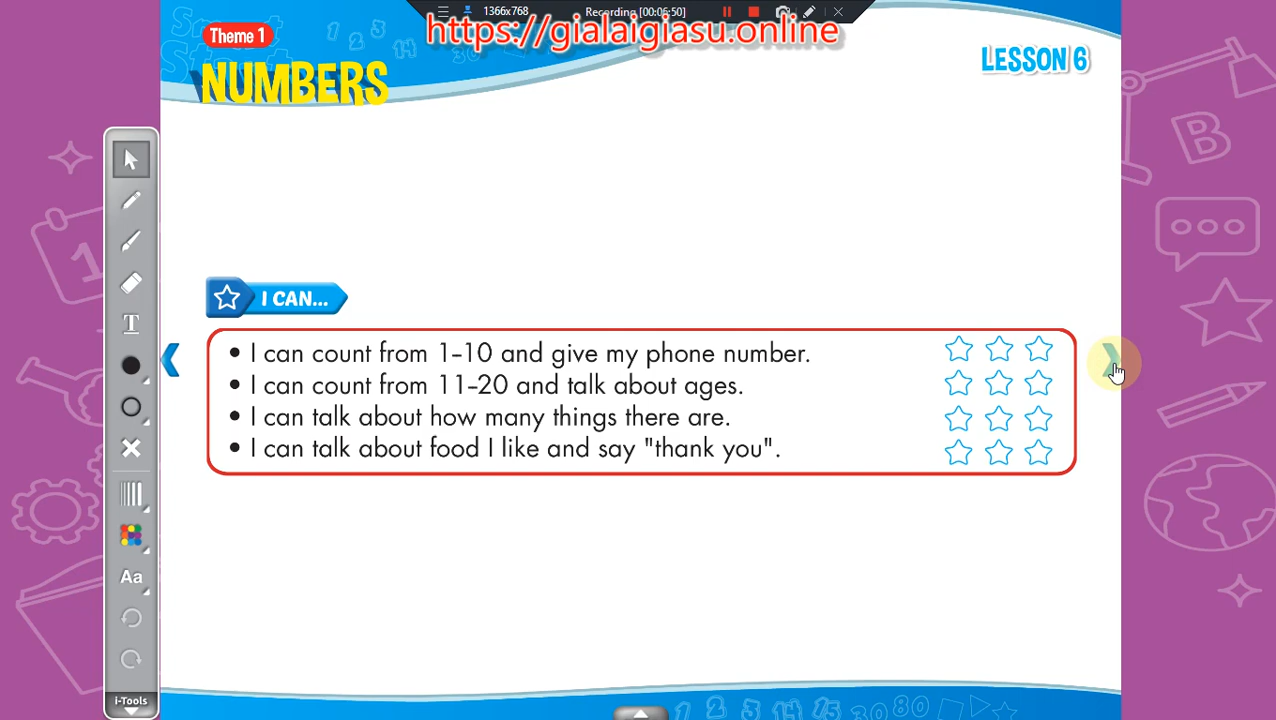 1366x768
Recording [00:06:50]
https://gialaigiasu.online
Theme 1
NUMBERS
LESSON 6
I CAN...
• I can count from 1–10 and give my phone number.
• I can count from 11–20 and talk about ages.
• I can talk about how many things there are.
• I can talk about food I like and say "thank you".
T
Aa
i-Tools